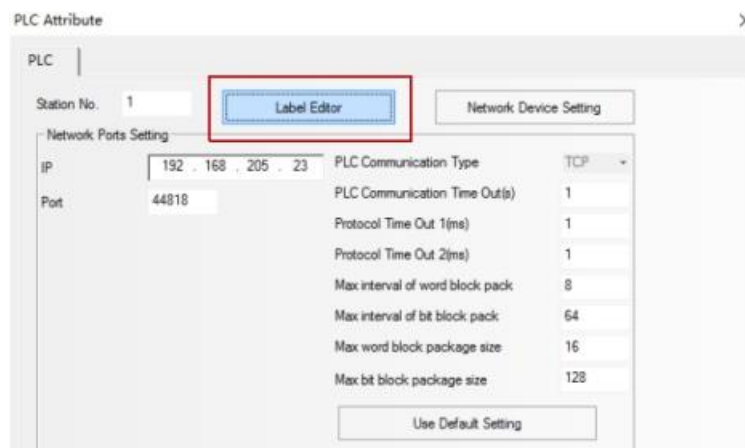 PLC Attribute
PLC
Station No. 1 Label Editor Network Device Setting
Network Ports Setting
IP 192 . 168 . 205 . 23 PLC Communication Type TCP
Port 44818 PLC Communication Time Out(s) 1
Protocol Time Out 1(ms) 1
Protocol Time Out 2(ms) 1
Max interval of word block pack 8
Max interval of bit block pack 64
Max word block package size 16
Max bit block package size 128
Use Default Setting